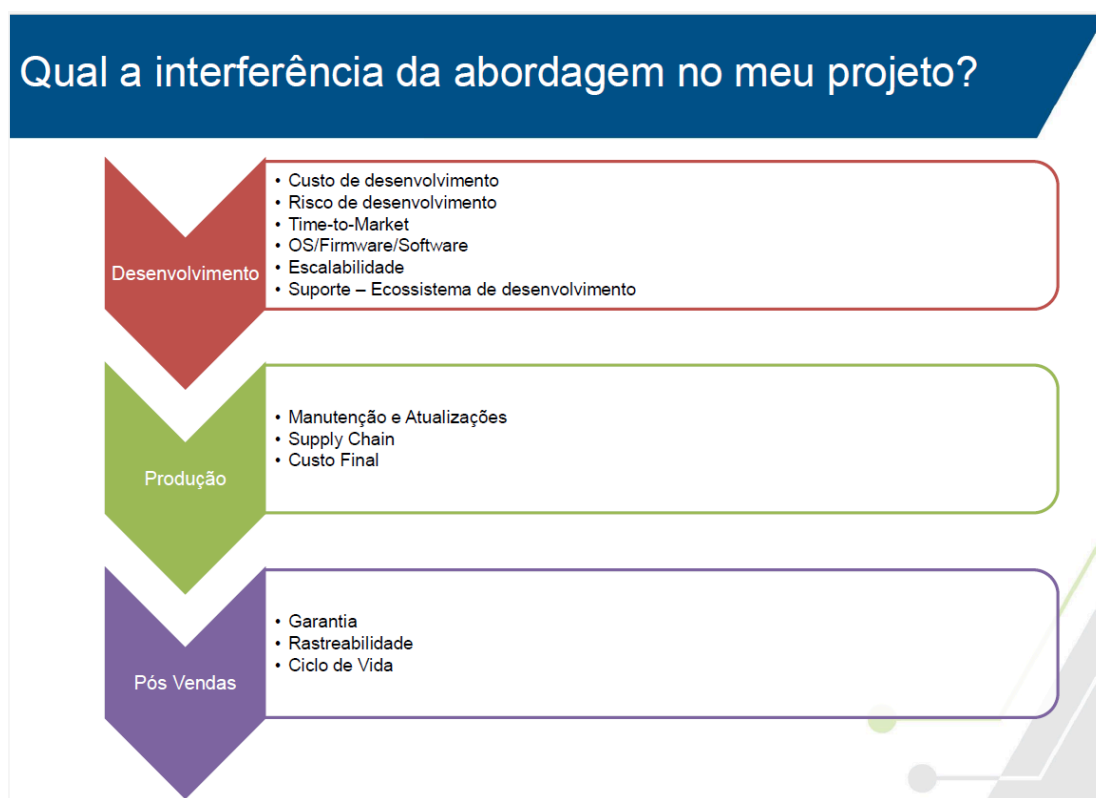 Qual a interferência da abordagem no meu projeto?
Desenvolvimento
• Custo de desenvolvimento
• Risco de desenvolvimento
• Time-to-Market
• OS/Firmware/Software
• Escalabilidade
• Suporte – Ecossistema de desenvolvimento
Produção
• Manutenção e Atualizações
• Supply Chain
• Custo Final
Pós Vendas
• Garantia
• Rastreabilidade
• Ciclo de Vida